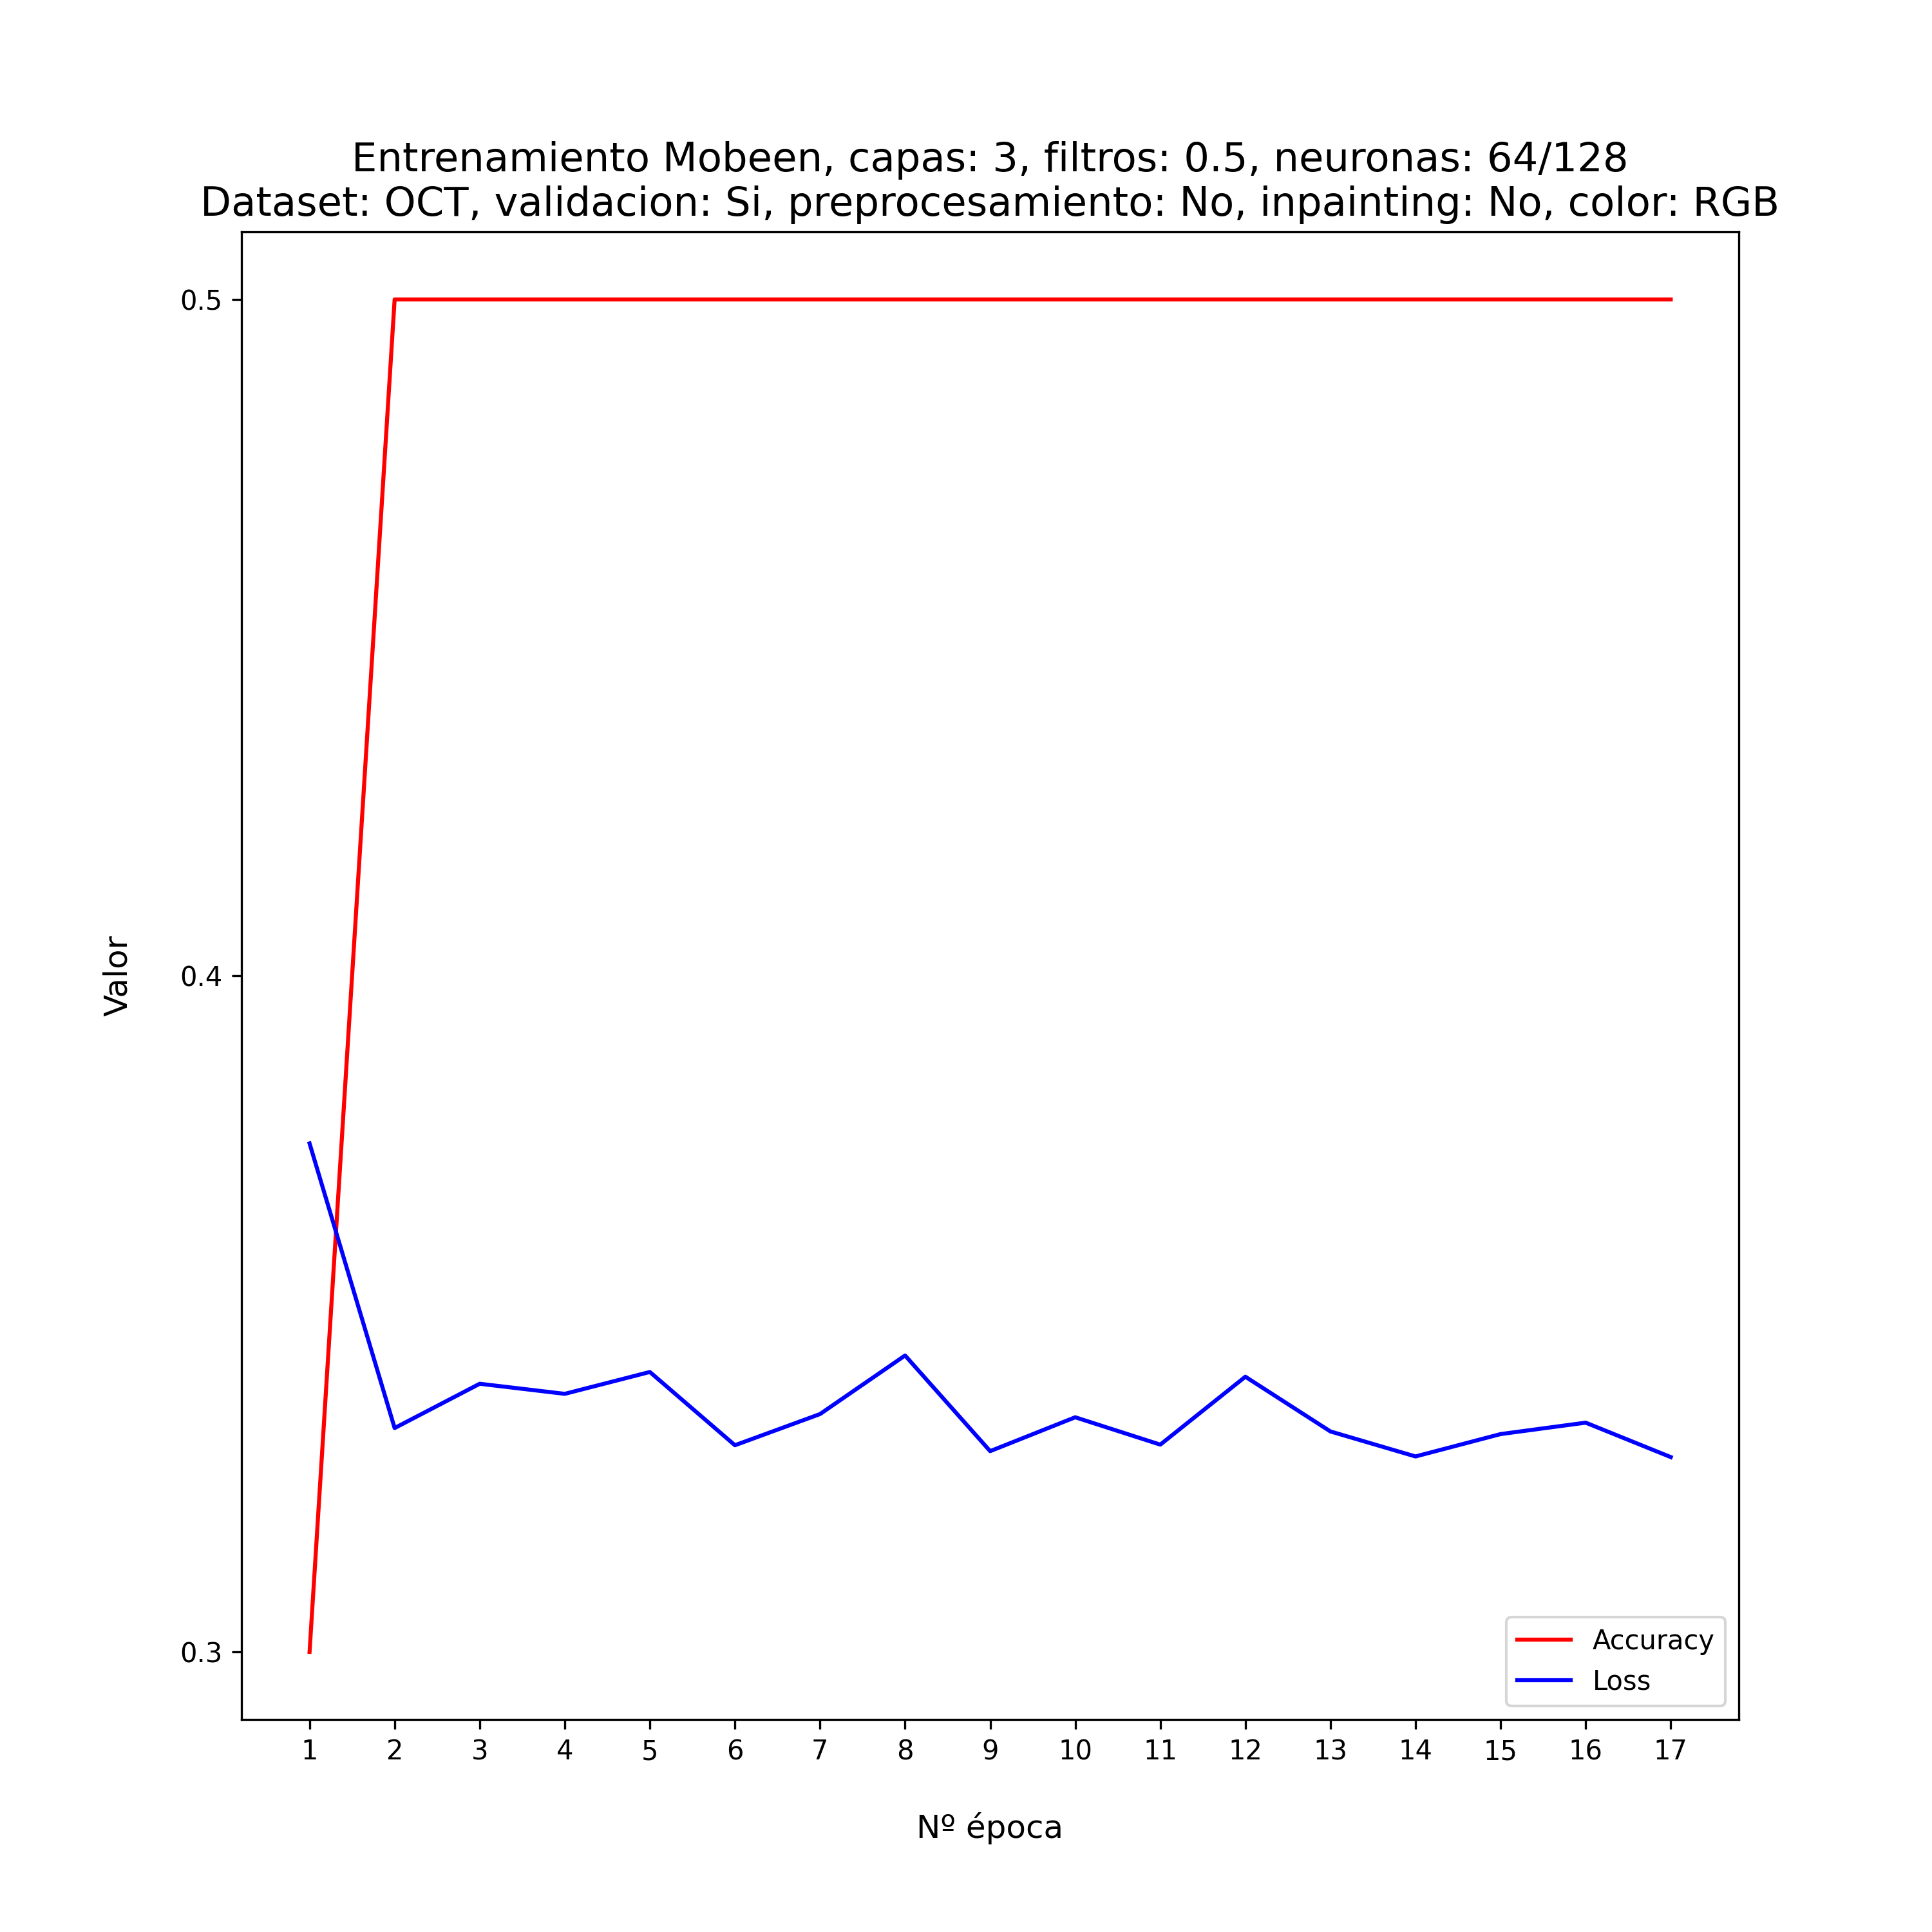 Entrenamiento Mobeen, capas: 3, filtros: 0.5, neuronas: 64/128
Dataset: OCT, validacion: Si, preprocesamiento: No, inpainting: No, color: RGB
Valor
0.5
0.4
0.3
Accuracy
Loss
1 2 3 4 5 6 7 8 9 10 11 12 13 14 15 16 17
Nº época